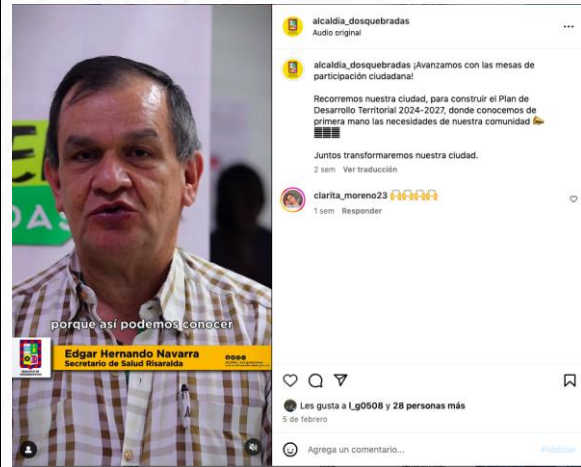 porque así podemos conocer
Edgar Hernando Navarra
Secretario de Salud Risaralda
alcaldia_dosquebradas
Audio original
alcaldia_dosquebradas ¡Avanzamos con las mesas de
participación ciudadana!
Recorremos nuestra ciudad, para construir el Plan de
Desarrollo Territorial 2024-2027, donde conocemos de
primera mano las necesidades de nuestra comunidad
Juntos transformaremos nuestra ciudad.
2 sem Ver traducción
clarita_moreno23
1 sem Responder
Les gusta a l_g0508 y 28 personas más
5 de febrero
Agrega un comentario...
Publicar